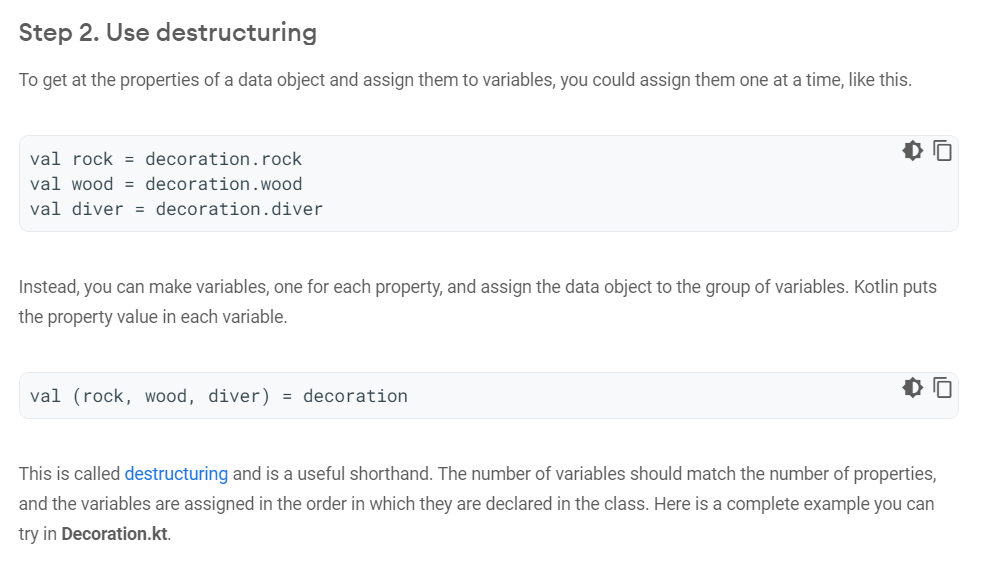 Step 2. Use destructuring
To get at the properties of a data object and assign them to variables, you could assign them one at a time, like this.
val rock = decoration.rock
val wood = decoration.wood
val diver = decoration.diver
Instead, you can make variables, one for each property, and assign the data object to the group of variables. Kotlin puts
the property value in each variable.
val (rock, wood, diver) = decoration
This is called destructuring and is a useful shorthand. The number of variables should match the number of properties,
and the variables are assigned in the order in which they are declared in the class. Here is a complete example you can
try in Decoration.kt.